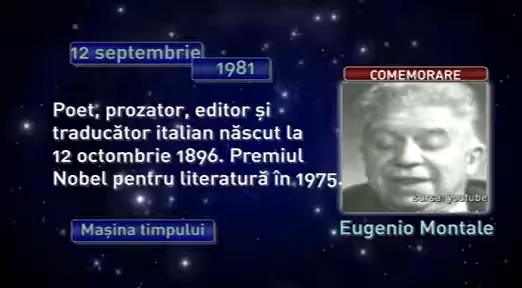 12 septembrie
1981
COMEMORARE
Poet, prozator, editor și
traducător italian născut la
12 octombrie 1896. Premiul
Nobel pentru literatură în 1975.
sursa: youtube
Eugenio Montale
Mașina timpului